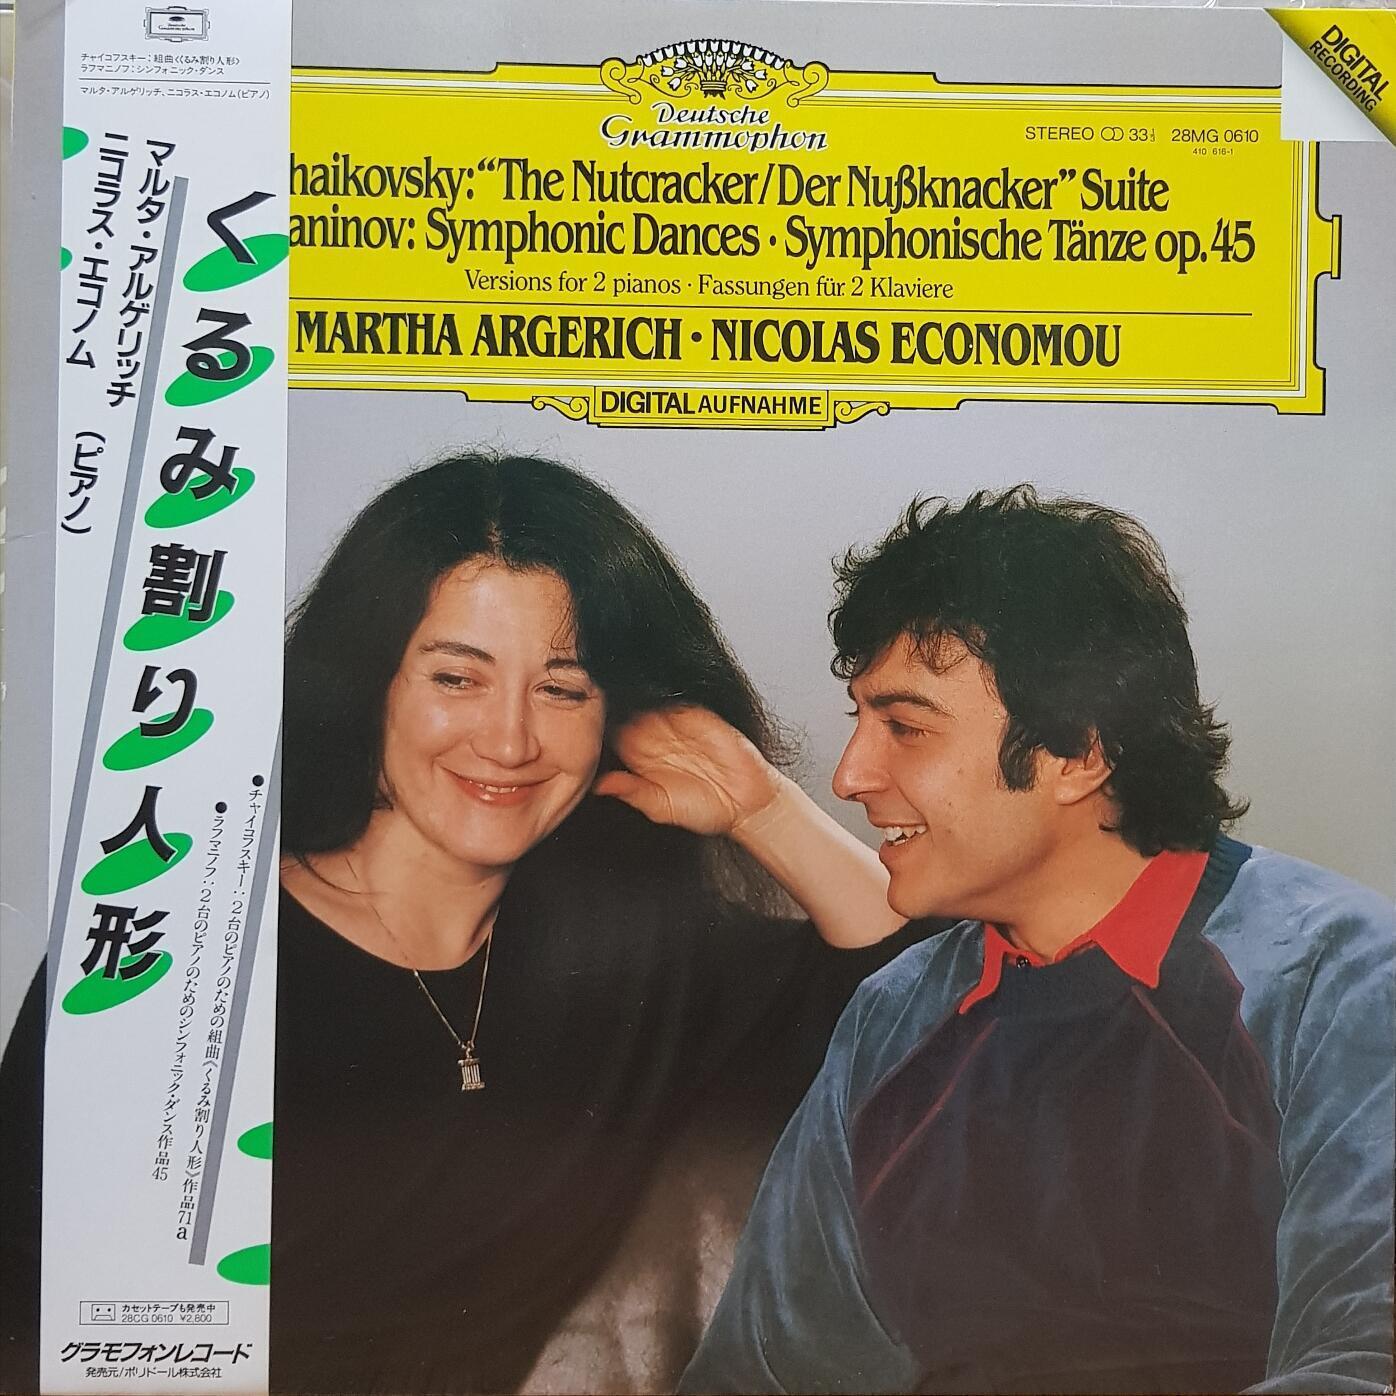 Deutsche
Grammophon
チャイコフスキー:組曲《くるみ割り人形》
ラフマニノフ:シンフォニック・ダンス
マルタ・アルゲリッチ、ニコラス・エコノム(ピアノ)
マルタ・アルゲリッチ
ニコラス・エコノム (ピアノ)
くるみ割り人形
•チャイコフスキー:2台のピアノのための組曲《くるみ割り人形》作品71a
•ラフマニノフ:2台のピアノのためのシンフォニック・ダンス作品45
カセットテープも発売中
28CG 0610 ¥2,800
グラモフォンレコード
発売元/ポリドール株式会社
Deutsche
Grammophon
STEREO 33⅓ 28MG 0610
410 616-1
haikovsky: “The Nutcracker/Der Nußknacker” Suite
aninov: Symphonic Dances · Symphonische Tänze op. 45
Versions for 2 pianos · Fassungen für 2 Klaviere
MARTHA ARGERICH · NICOLAS ECONOMOU
DIGITAL AUFNAHME
DIGITAL
RECORDING